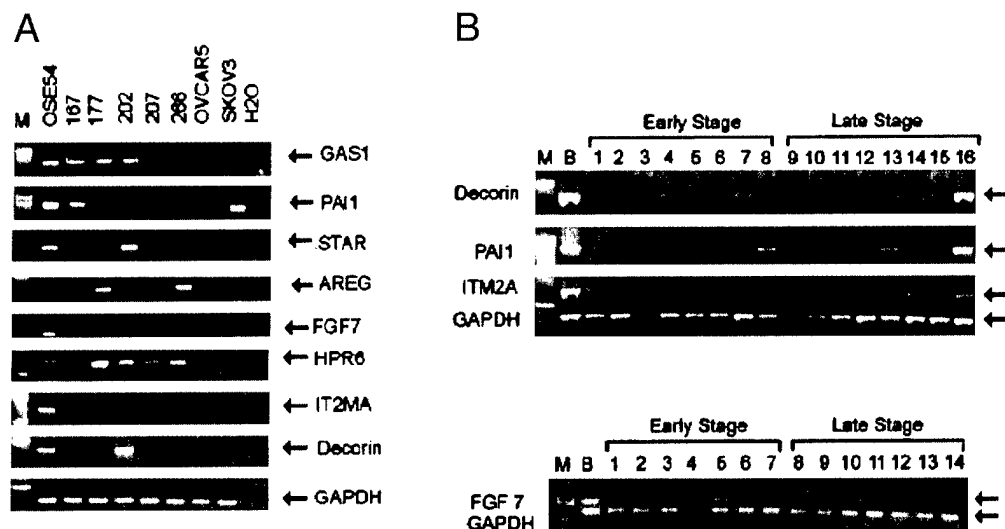 A
M OSE54 167 177 202 207 266 OVCAR5 SKOV3 H2O
GAS1
PAI1
STAR
AREG
FGF7
HPR6
IT2MA
Decorin
GAPDH
B
Early Stage Late Stage
M B 1 2 3 4 5 6 7 8 9 10 11 12 13 14 15 16
Decorin
PAI1
ITM2A
GAPDH
Early Stage Late Stage
M B 1 2 3 4 5 6 7 8 9 10 11 12 13 14
FGF 7
GAPDH